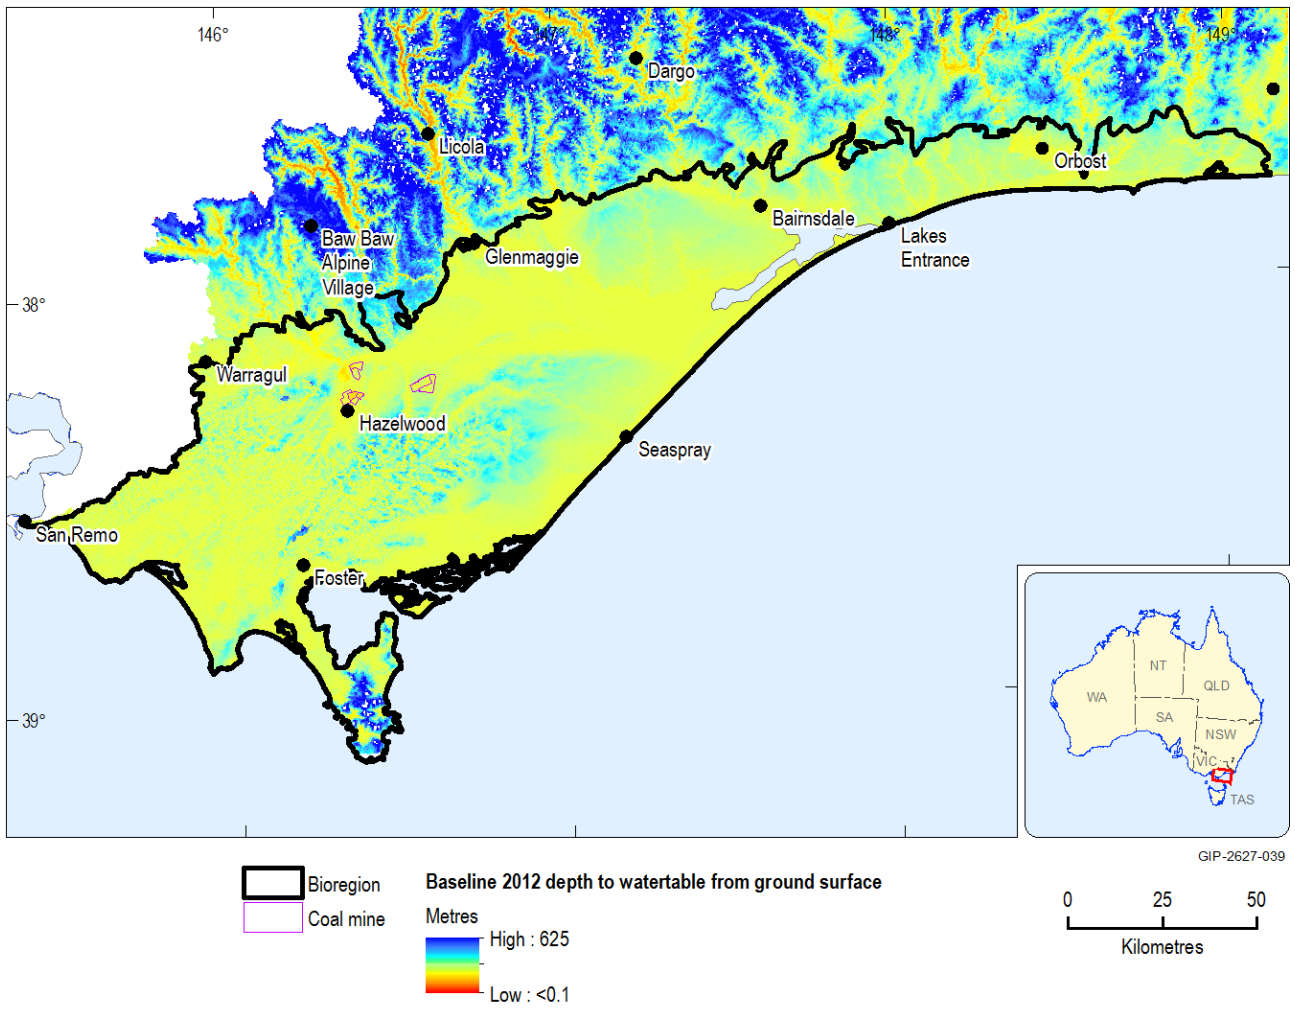 146°
147°
148°
149°
Dargo
Licola
Orbost
Bairnsdale
Baw Baw
Alpine
Village
Glenmaggie
Lakes
Entrance
38°
Warragul
Hazelwood
Seaspray
San Remo
Foster
39°
NT
WA
QLD
SA
NSW
VIC
TAS
GIP-2627-039
Bioregion
Coal mine
Baseline 2012 depth to watertable from ground surface
Metres
High : 625
Low : <0.1
0 25 50
Kilometres